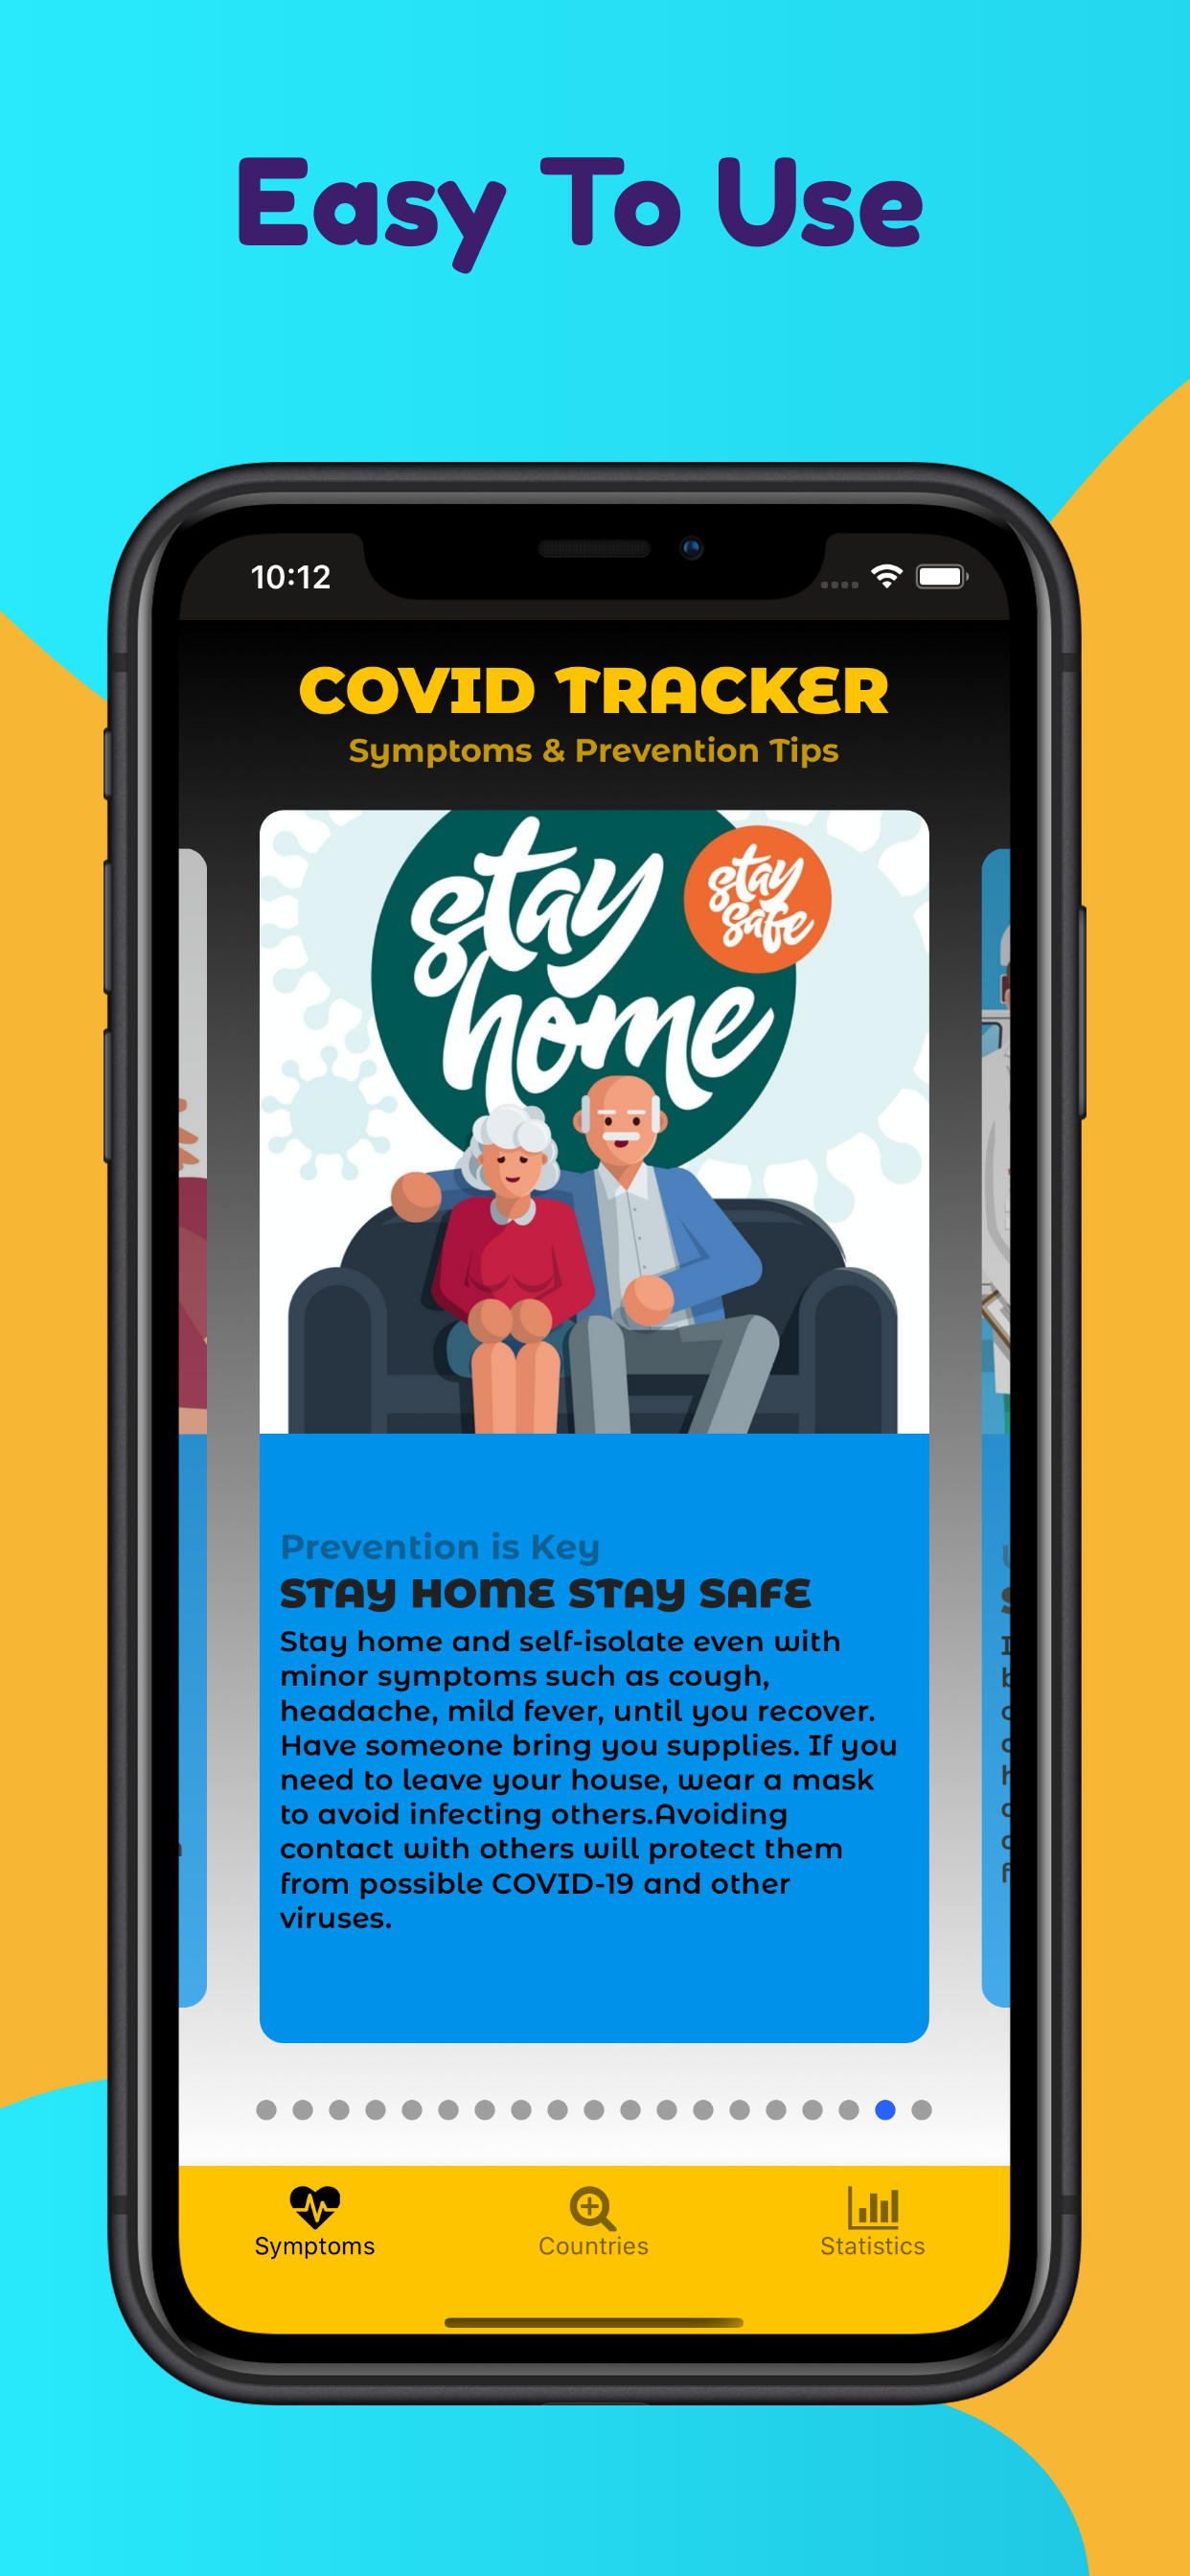 Easy To Use
10:12
COVID TRACKER
Symptoms & Prevention Tips
stay
home
stay
safe
Prevention is Key
STAY HOME STAY SAFE
Stay home and self-isolate even with
minor symptoms such as cough,
headache, mild fever, until you recover.
Have someone bring you supplies. If you
need to leave your house, wear a mask
to avoid infecting others.Avoiding
contact with others will protect them
from possible COVID-19 and other
viruses.
Symptoms
Countries
Statistics